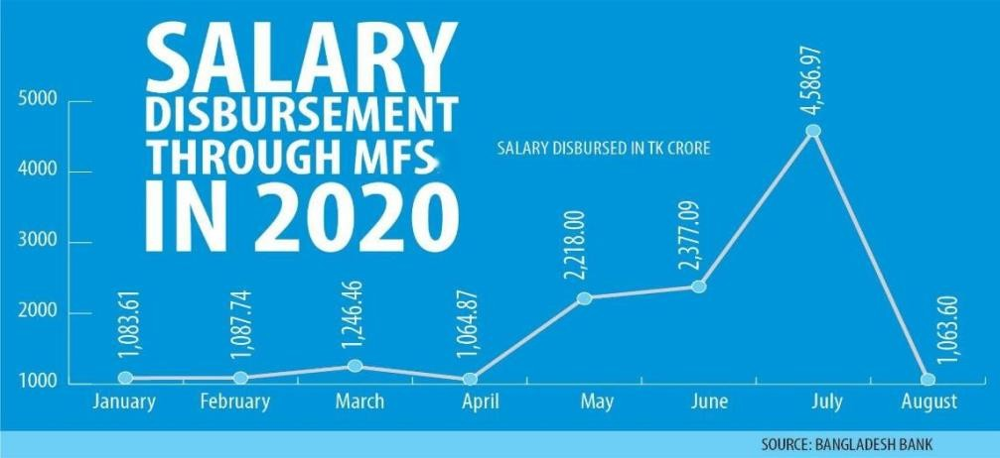 SALARY
DISBURSEMENT
THROUGH MFS
IN 2020
SALARY DISBURSED IN TK CRORE
5000
4000
3000
2000
1000
1,083.61
1,087.74
1,246.46
1,064.87
2,218.00
2,377.09
4,586.97
1,063.60
January February March April May June July August
SOURCE: BANGLADESH BANK